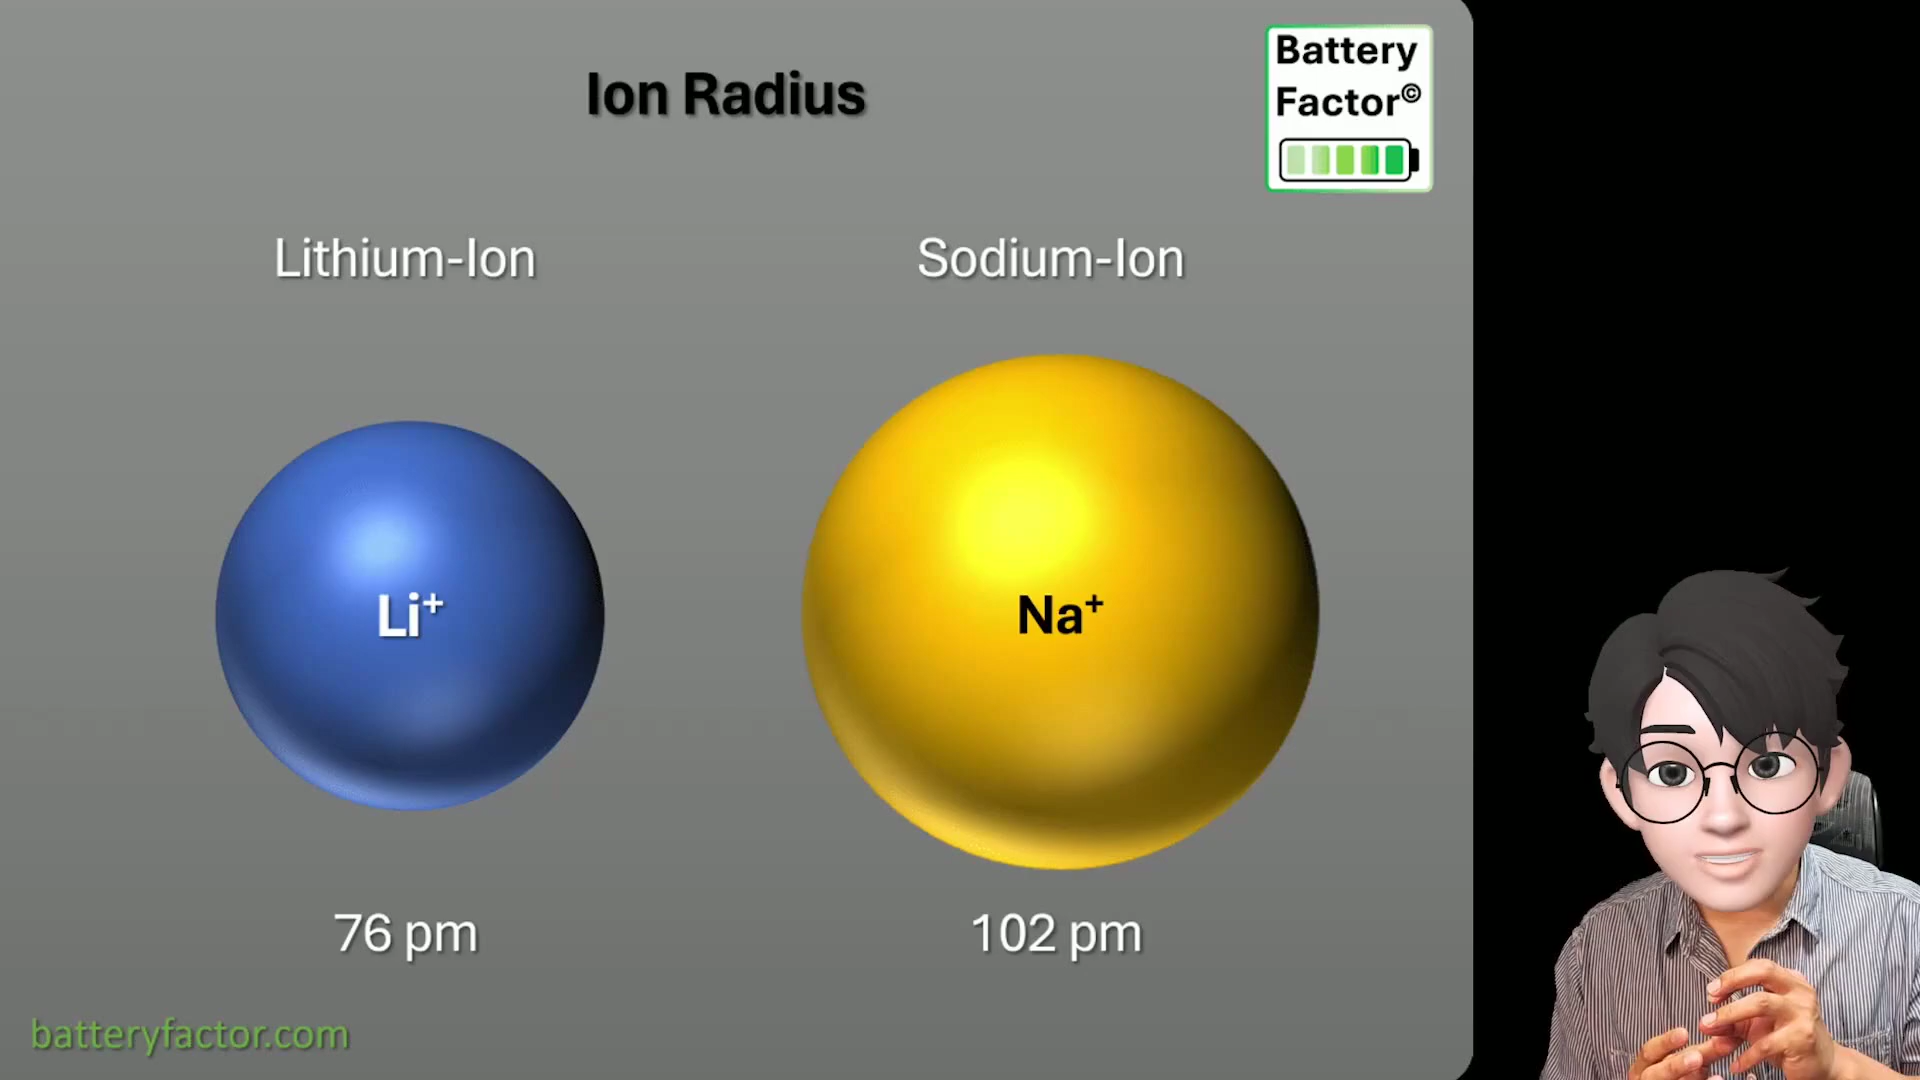 Battery
Factor©
Ion Radius
Lithium-Ion
Sodium-Ion
Li⁺
Na⁺
76 pm
102 pm
batteryfactor.com